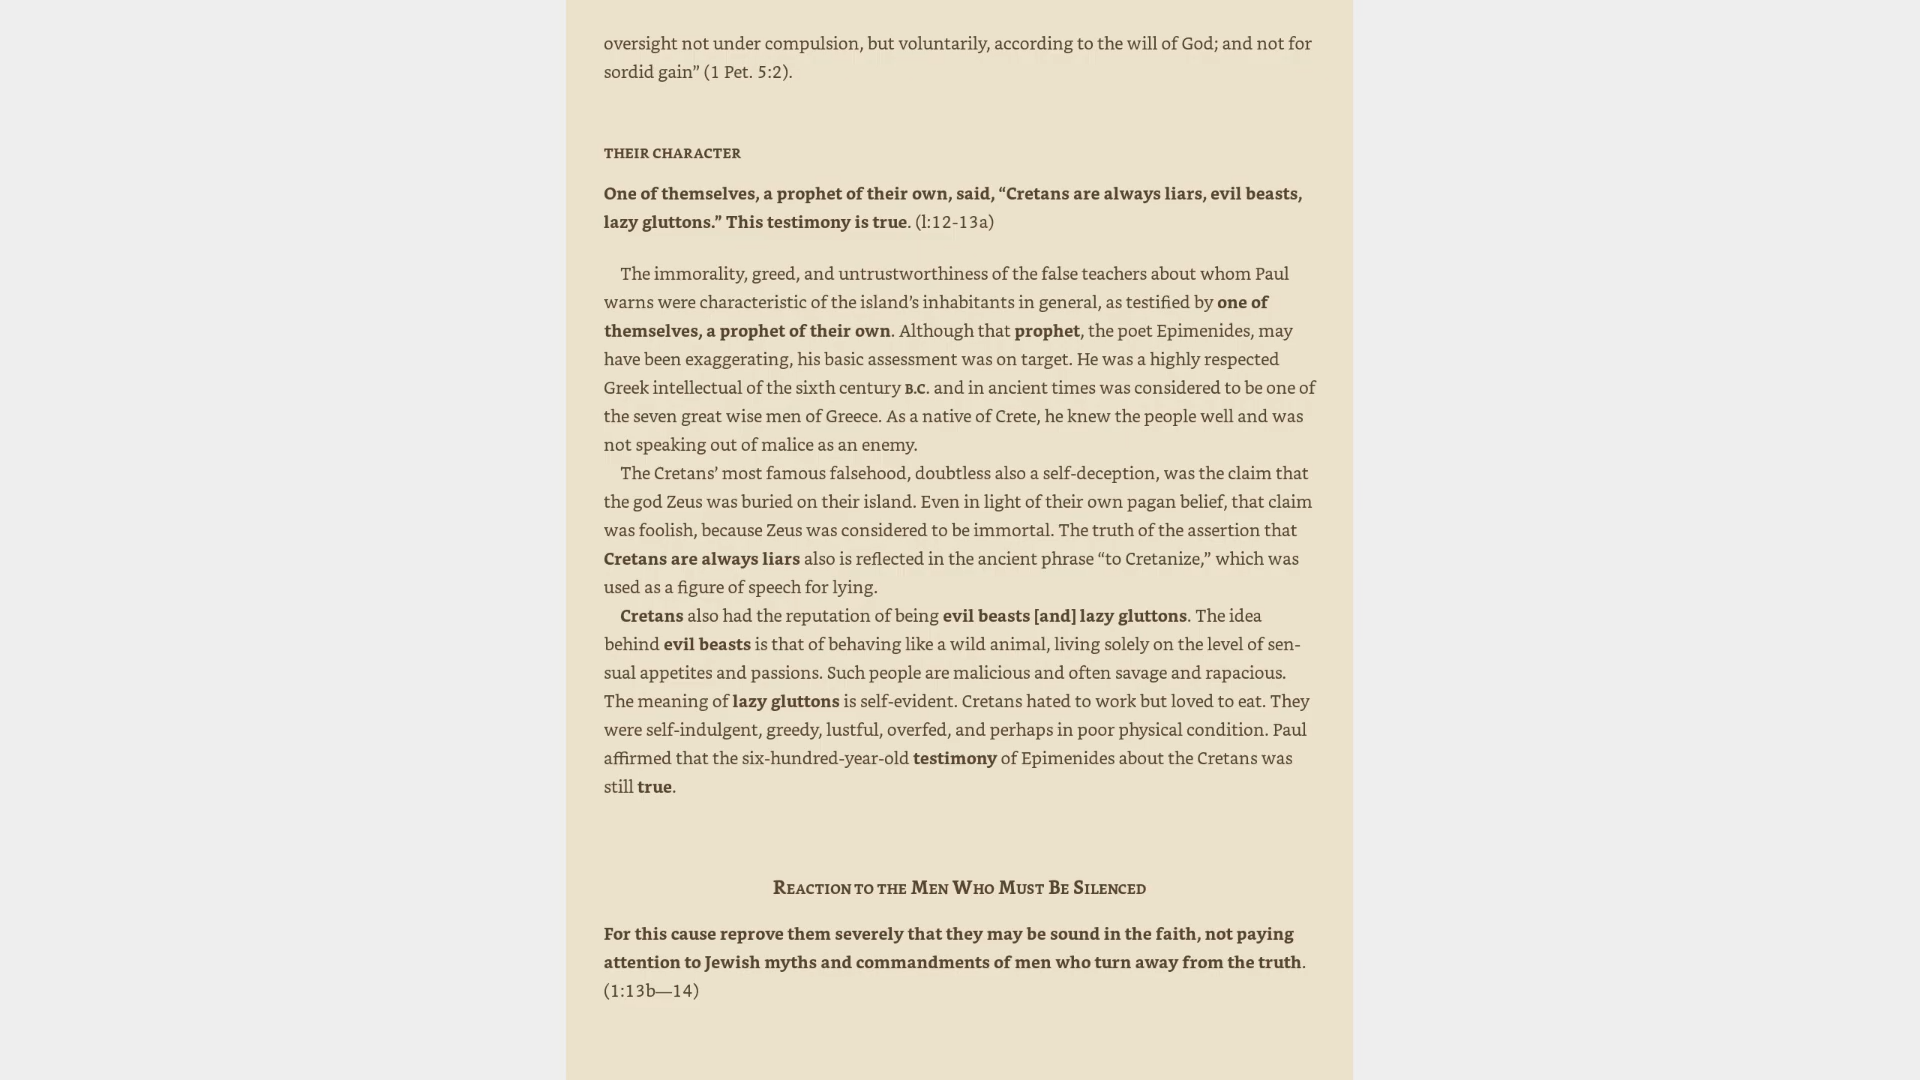 oversight not under compulsion, but voluntarily, according to the will of God; and not for
sordid gain” (1 Pet. 5:2).
THEIR CHARACTER
One of themselves, a prophet of their own, said, “Cretans are always liars, evil beasts,
lazy gluttons.” This testimony is true. (l:12-13a)
The immorality, greed, and untrustworthiness of the false teachers about whom Paul
warns were characteristic of the island’s inhabitants in general, as testified by one of
themselves, a prophet of their own. Although that prophet, the poet Epimenides, may
have been exaggerating, his basic assessment was on target. He was a highly respected
Greek intellectual of the sixth century B.C. and in ancient times was considered to be one of
the seven great wise men of Greece. As a native of Crete, he knew the people well and was
not speaking out of malice as an enemy.
The Cretans’ most famous falsehood, doubtless also a self-deception, was the claim that
the god Zeus was buried on their island. Even in light of their own pagan belief, that claim
was foolish, because Zeus was considered to be immortal. The truth of the assertion that
Cretans are always liars also is reflected in the ancient phrase “to Cretanize,” which was
used as a figure of speech for lying.
Cretans also had the reputation of being evil beasts [and] lazy gluttons. The idea
behind evil beasts is that of behaving like a wild animal, living solely on the level of sen-
sual appetites and passions. Such people are malicious and often savage and rapacious.
The meaning of lazy gluttons is self-evident. Cretans hated to work but loved to eat. They
were self-indulgent, greedy, lustful, overfed, and perhaps in poor physical condition. Paul
affirmed that the six-hundred-year-old testimony of Epimenides about the Cretans was
still true.
Reaction to the Men Who Must Be Silenced
For this cause reprove them severely that they may be sound in the faith, not paying
attention to Jewish myths and commandments of men who turn away from the truth.
(1:13b—14)